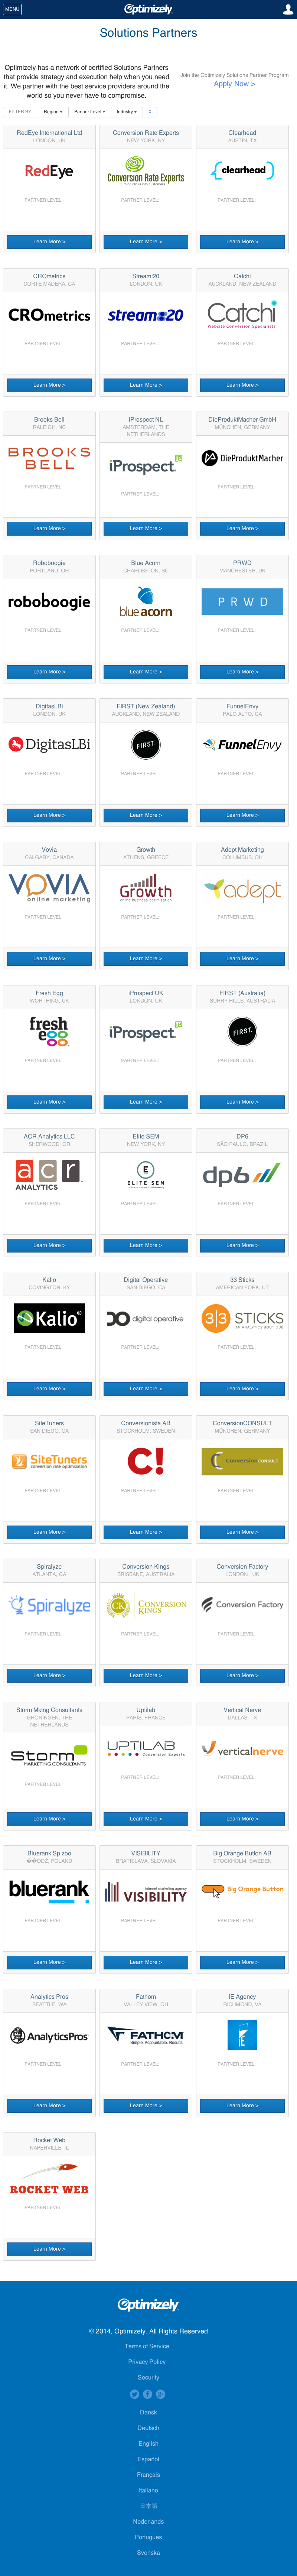 MENU
Optimizely
Solutions Partners
Optimizely has a network of certified Solutions Partners
that provide strategy and execution help when you need
it. We partner with the best service providers around the
world so you never have to compromise.
Join the Optimizely Solutions Partner Program
Apply Now >
FILTER BY: Region Partner Level Industry X
RedEye International Ltd
LONDON, UK
RedEye
PARTNER LEVEL:
Learn More >
Conversion Rate Experts
NEW YORK, NY
Conversion Rate Experts
Turning clicks into customers
PARTNER LEVEL:
Learn More >
Clearhead
AUSTIN, TX
{clearhead}
PARTNER LEVEL:
Learn More >
CROmetrics
CORTE MADERA, CA
CROmetrics
PARTNER LEVEL:
Learn More >
Stream:20
LONDON, UK
stream:20
PARTNER LEVEL:
Learn More >
Catchi
AUCKLAND, NEW ZEALAND
Catchi
Website Conversion Specialists
PARTNER LEVEL:
Learn More >
Brooks Bell
RALEIGH, NC
BROOKS
BELL
PARTNER LEVEL:
Learn More >
iProspect NL
AMSTERDAM, THE
NETHERLANDS
iProspect
PARTNER LEVEL:
Learn More >
DieProduktMacher GmbH
MÜNCHEN, GERMANY
DieProduktMacher
PARTNER LEVEL:
Learn More >
Roboboogie
PORTLAND, OR
roboboogie
PARTNER LEVEL:
Learn More >
Blue Acorn
CHARLESTON, SC
blueacorn
PARTNER LEVEL:
Learn More >
PRWD
MANCHESTER, UK
PRWD
PARTNER LEVEL:
Learn More >
DigitasLBi
LONDON, UK
DigitasLBi
PARTNER LEVEL:
Learn More >
FIRST (New Zealand)
AUCKLAND, NEW ZEALAND
FIRST.
PARTNER LEVEL:
Learn More >
FunnelEnvy
PALO ALTO, CA
FunnelEnvy
PARTNER LEVEL:
Learn More >
Vovia
CALGARY, CANADA
VOVIA
online marketing
PARTNER LEVEL:
Learn More >
Growth
ATHENS, GREECE
Growth
online business optimization
PARTNER LEVEL:
Learn More >
Adept Marketing
COLUMBUS, OH
adept
PARTNER LEVEL:
Learn More >
Fresh Egg
WORTHING, UK
fresh
egg
PARTNER LEVEL:
Learn More >
iProspect UK
LONDON, UK
iProspect
PARTNER LEVEL:
Learn More >
FIRST (Australia)
SURRY HILLS, AUSTRALIA
FIRST.
PARTNER LEVEL:
Learn More >
ACR Analytics LLC
SHERWOOD, OR
acr
ANALYTICS
PARTNER LEVEL:
Learn More >
Elite SEM
NEW YORK, NY
E
ELITE SEM
PARTNER LEVEL:
Learn More >
DP6
SÃO PAULO, BRAZIL
dp6
PARTNER LEVEL:
Learn More >
Kalio
COVINGTON, KY
Kalio®
PARTNER LEVEL:
Learn More >
Digital Operative
SAN DIEGO, CA
digital operative
PARTNER LEVEL:
Learn More >
33 Sticks
AMERICAN FORK, UT
3|3 STICKS
AN ANALYTICS BOUTIQUE
PARTNER LEVEL:
Learn More >
SiteTuners
SAN DIEGO, CA
SiteTuners
conversion rate optimization
PARTNER LEVEL:
Learn More >
Conversionista AB
STOCKHOLM, SWEDEN
C!
PARTNER LEVEL:
Learn More >
ConversionCONSULT
MÜNCHEN, GERMANY
ConversionCONSULT
PARTNER LEVEL:
Learn More >
Spiralyze
ATLANTA, GA
Spiralyze
PARTNER LEVEL:
Learn More >
Conversion Kings
BRISBANE, AUSTRALIA
CK CONVERSION
KINGS
PARTNER LEVEL:
Learn More >
Conversion Factory
LONDON , UK
Conversion Factory
PARTNER LEVEL:
Learn More >
Storm Mktng Consultants
GRONINGEN, THE
NETHERLANDS
Storm
MARKETING CONSULTANTS
PARTNER LEVEL:
Learn More >
Uptilab
PARIS, FRANCE
UPTILAB
Conversion Experts
PARTNER LEVEL:
Learn More >
Vertical Nerve
DALLAS, TX
verticalnerve
PARTNER LEVEL:
Learn More >
Bluerank Sp zoo
��ÓDZ, POLAND
bluerank
PARTNER LEVEL:
Learn More >
VISIBILITY
BRATISLAVA, SLOVAKIA
internet marketing agency
VISIBILITY
PARTNER LEVEL:
Learn More >
Big Orange Button AB
STOCKHOLM, SWEDEN
Big Orange Button
PARTNER LEVEL:
Learn More >
Analytics Pros
SEATTLE, WA
AnalyticsPros
PARTNER LEVEL:
Learn More >
Fathom
VALLEY VIEW, OH
FATHOM
Simple. Accountable. Results.
PARTNER LEVEL:
Learn More >
IE Agency
RICHMOND, VA
IE
PARTNER LEVEL:
Learn More >
Rocket Web
NAPERVILLE, IL
ROCKET WEB
PARTNER LEVEL:
Learn More >
Optimizely
© 2014, Optimizely. All Rights Reserved
Terms of Service
Privacy Policy
Security
Dansk
Deutsch
English
Español
Français
Italiano
日本語
Nederlands
Português
Svenska